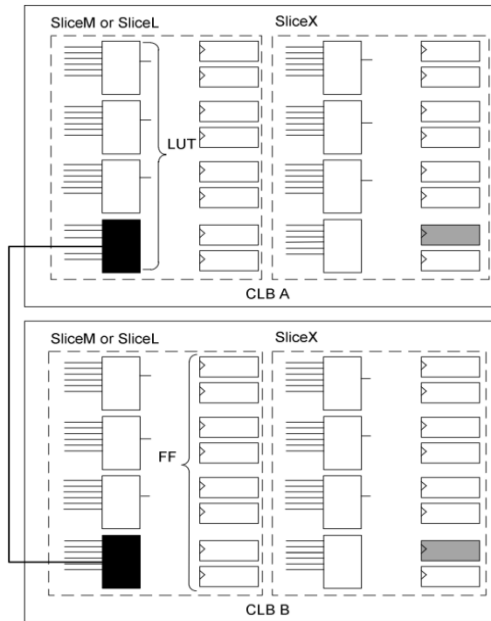 SliceM or SliceL
SliceX
LUT
CLB A
SliceM or SliceL
SliceX
FF
CLB B